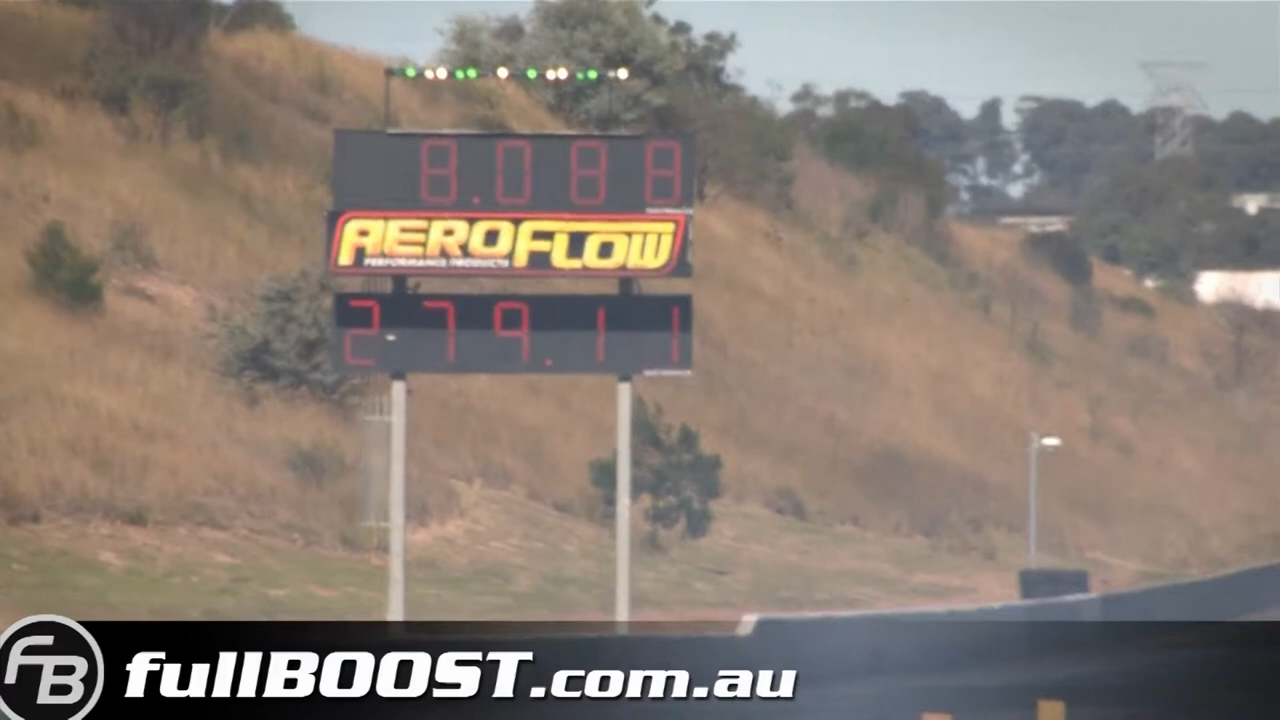 8.088
AEROFLOW
PERFORMANCE PRODUCTS
279.11
FB fullBOOST.com.au